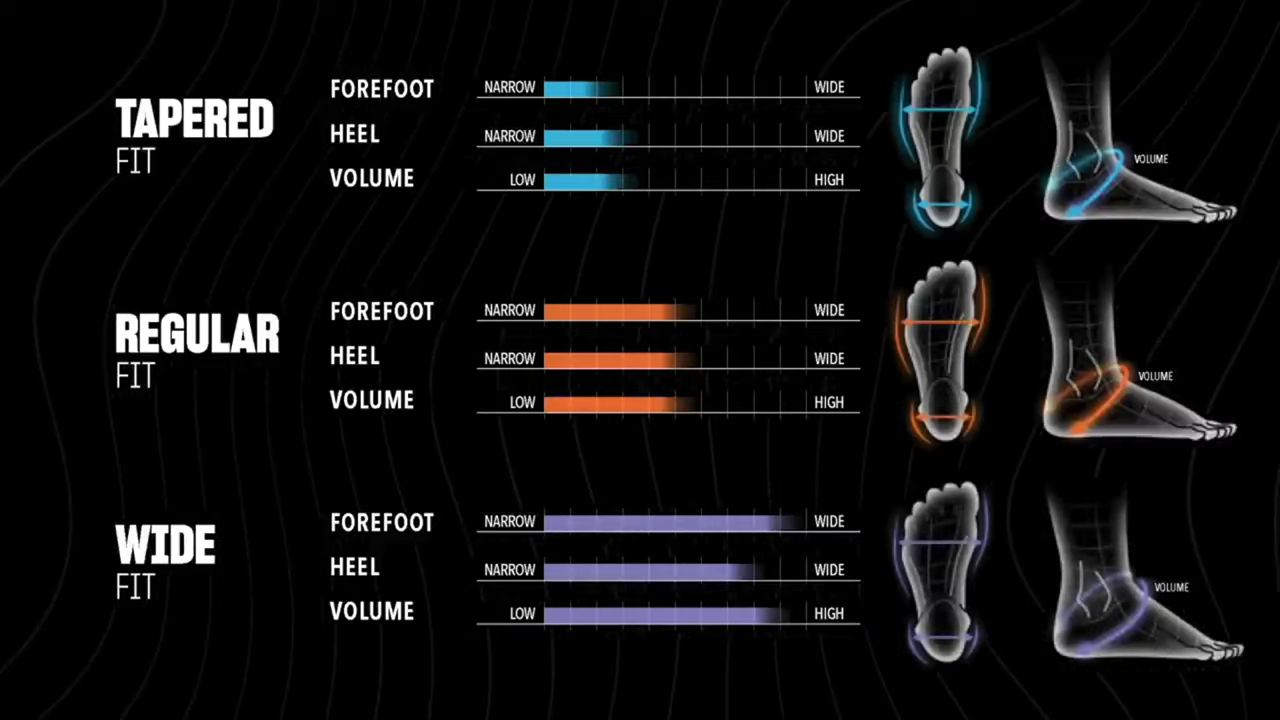 TAPERED
FIT
FOREFOOT NARROW WIDE
HEEL NARROW WIDE
VOLUME LOW HIGH
VOLUME
REGULAR
FIT
FOREFOOT NARROW WIDE
HEEL NARROW WIDE
VOLUME LOW HIGH
VOLUME
WIDE
FIT
FOREFOOT NARROW WIDE
HEEL NARROW WIDE
VOLUME LOW HIGH
VOLUME